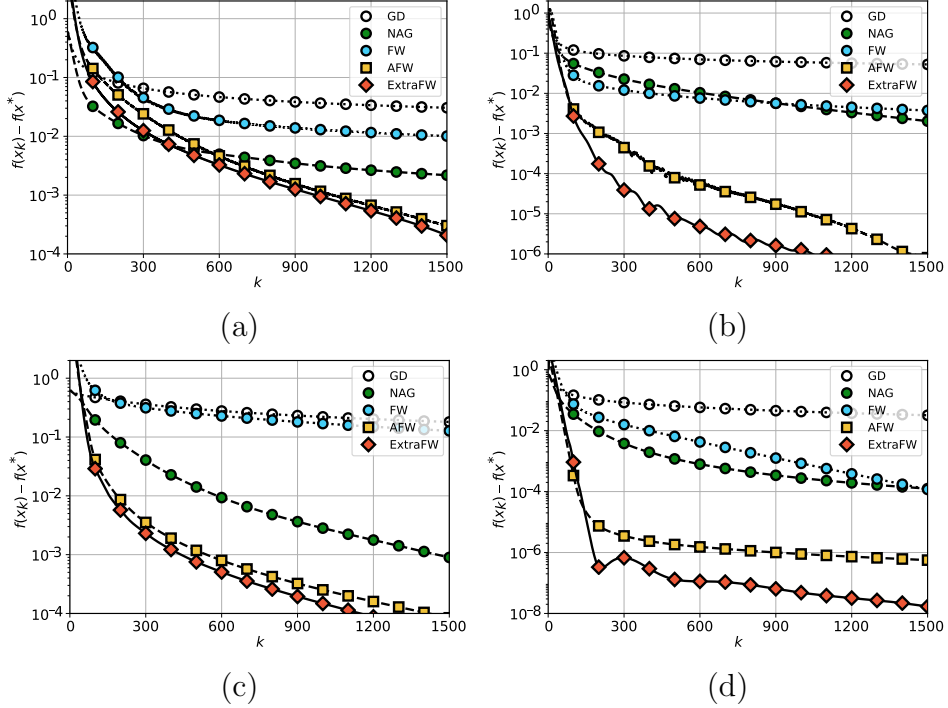 f(x_k) − f(x*)
10^0
10^−1
10^−2
10^−3
10^−4
0 300 600 900 1200 1500
k
GD
NAG
FW
AFW
ExtraFW
(a)
f(x_k) − f(x*)
10^0
10^−1
10^−2
10^−3
10^−4
10^−5
10^−6
0 300 600 900 1200 1500
k
GD
NAG
FW
AFW
ExtraFW
(b)
f(x_k) − f(x*)
10^0
10^−1
10^−2
10^−3
10^−4
0 300 600 900 1200 1500
k
GD
NAG
FW
AFW
ExtraFW
(c)
f(x_k) − f(x*)
10^0
10^−2
10^−4
10^−6
10^−8
0 300 600 900 1200 1500
k
GD
NAG
FW
AFW
ExtraFW
(d)